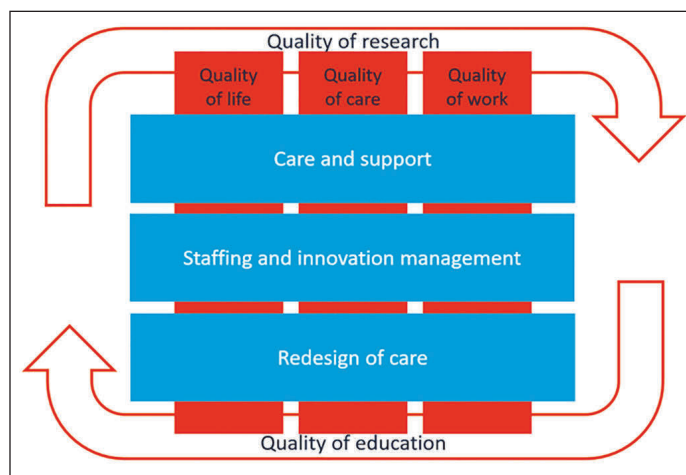 Quality of research
Quality
of life
Quality
of care
Quality
of work
Care and support
Staffing and innovation management
Redesign of care
Quality of education